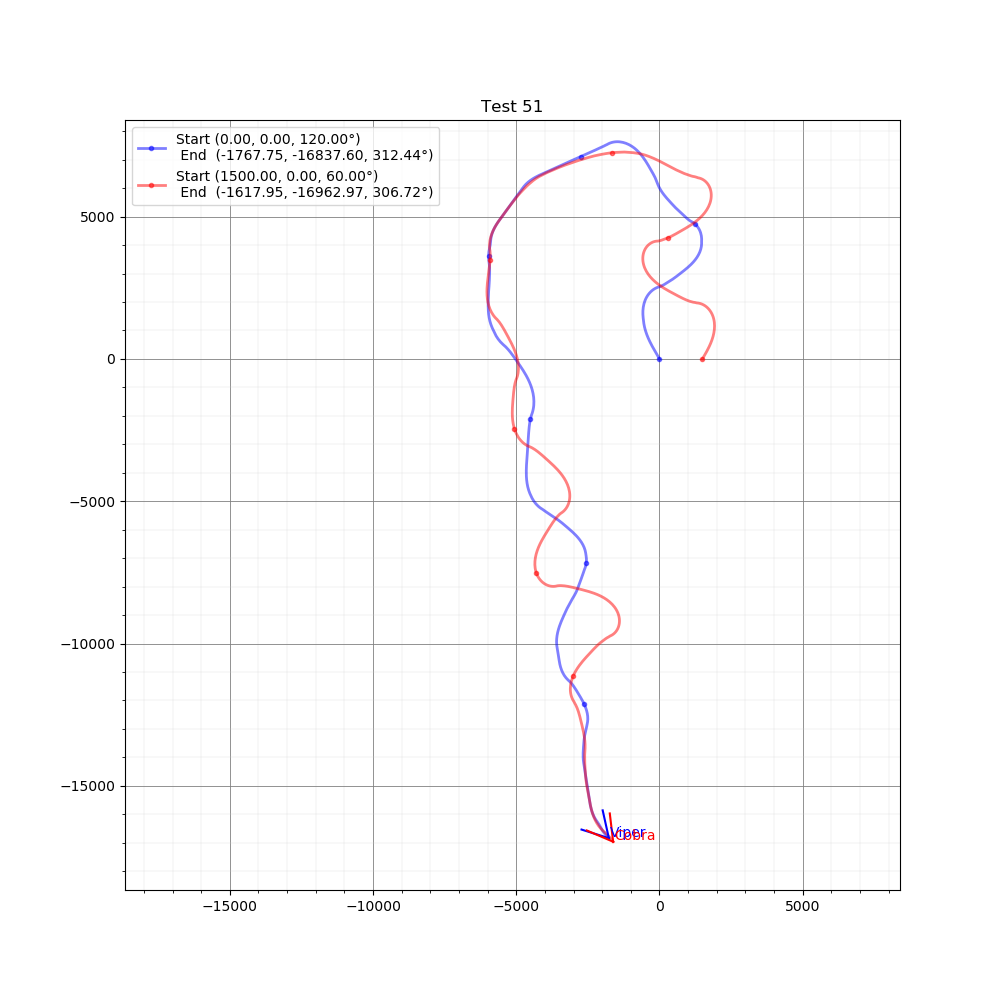 Test 51
Start (0.00, 0.00, 120.00°)
End (-1767.75, -16837.60, 312.44°)
Start (1500.00, 0.00, 60.00°)
End (-1617.95, -16962.97, 306.72°)
5000
0
−5000
−10000
−15000
Viper
Cobra
−15000 −10000 −5000 0 5000